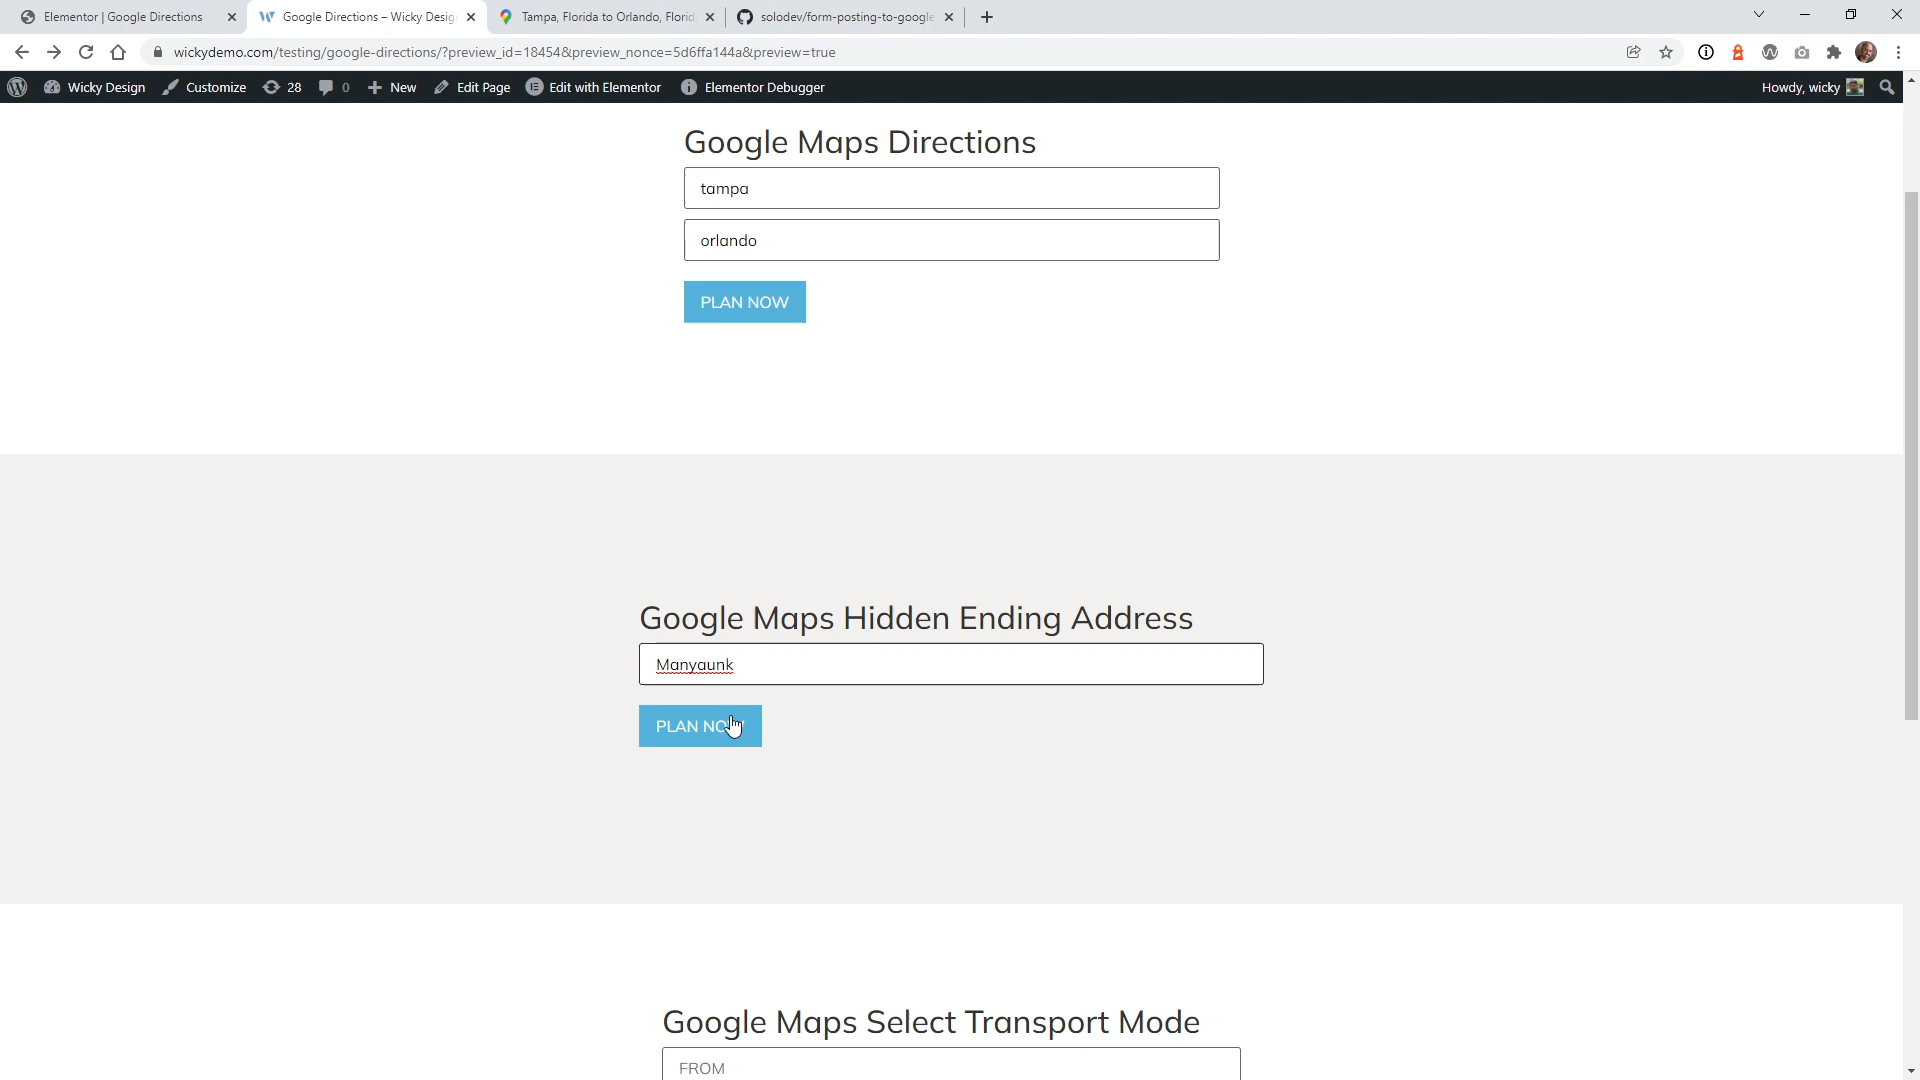 Elementor | Google Directions
Google Directions – Wicky Desig
Tampa, Florida to Orlando, Florid
solodev/form-posting-to-google
wickydemo.com/testing/google-directions/?preview_id=18454&preview_nonce=5d6ffa144a&preview=true
Wicky Design
Customize
28
0
New
Edit Page
Edit with Elementor
Elementor Debugger
Howdy, wicky
Google Maps Directions
tampa
orlando
PLAN NOW
Google Maps Hidden Ending Address
Manyaunk
PLAN NOW
Google Maps Select Transport Mode
FROM